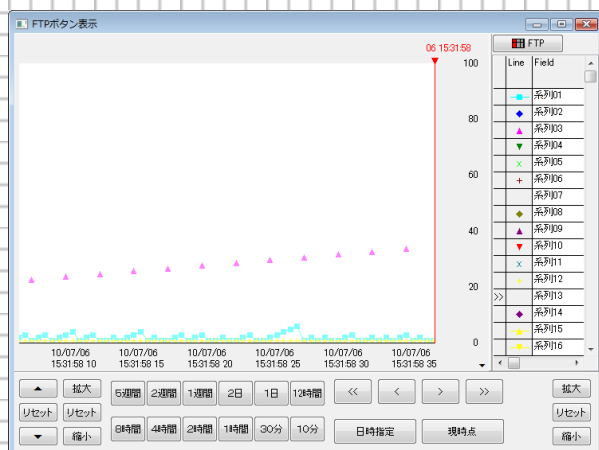 FTPボタン表示
06 15:31:58
FTP
Line Field
100
80
60
40
20
0
系列01
系列02
系列03
系列04
系列05
系列06
系列07
系列08
系列09
系列10
系列11
系列12
>> 系列13
系列14
系列15
系列16
10/07/06 10/07/06 10/07/06 10/07/06 10/07/06 10/07/06
15:31:58 10 15:31:58 15 15:31:58 20 15:31:58 25 15:31:58 30 15:31:58 35
拡大 5週間 2週間 1週間 2日 1日 12時間 << < > >> 拡大
リセット リセット リセット
縮小 8時間 4時間 2時間 1時間 30分 10分 日時指定 現時点 縮小